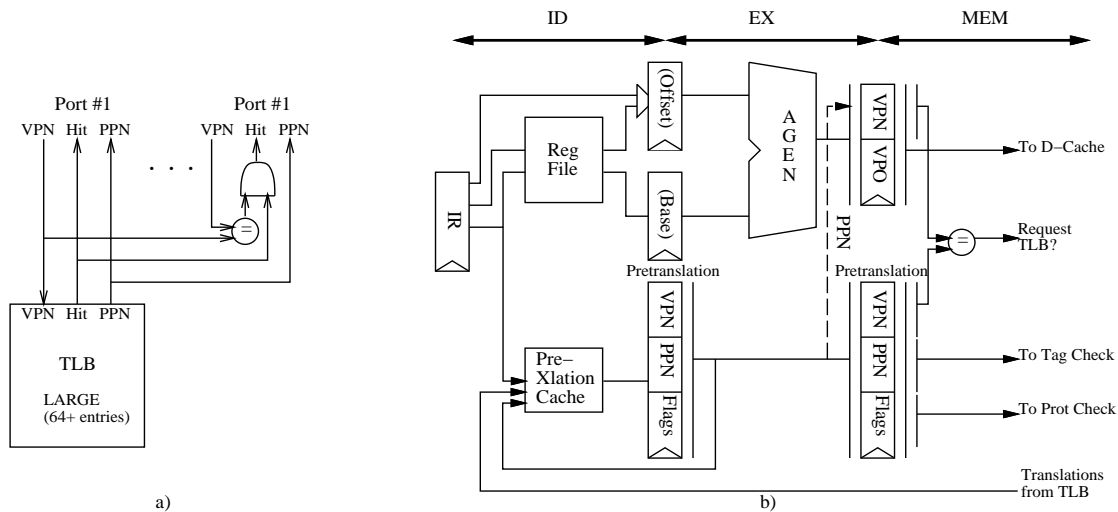 Port #1
Port #1
VPN Hit PPN
VPN Hit PPN
. . .
=
VPN Hit PPN
TLB
LARGE
(64+ entries)
a)
ID
EX
MEM
IR
Reg
File
(Offset)
(Base)
AGEN
VPN
VPO
To D−Cache
PPN
=
Request
TLB?
Pretranslation
VPN
PPN
Flags
Pretranslation
VPN
PPN
Flags
Pre−
Xlation
Cache
To Tag Check
To Prot Check
Translations
from TLB
b)